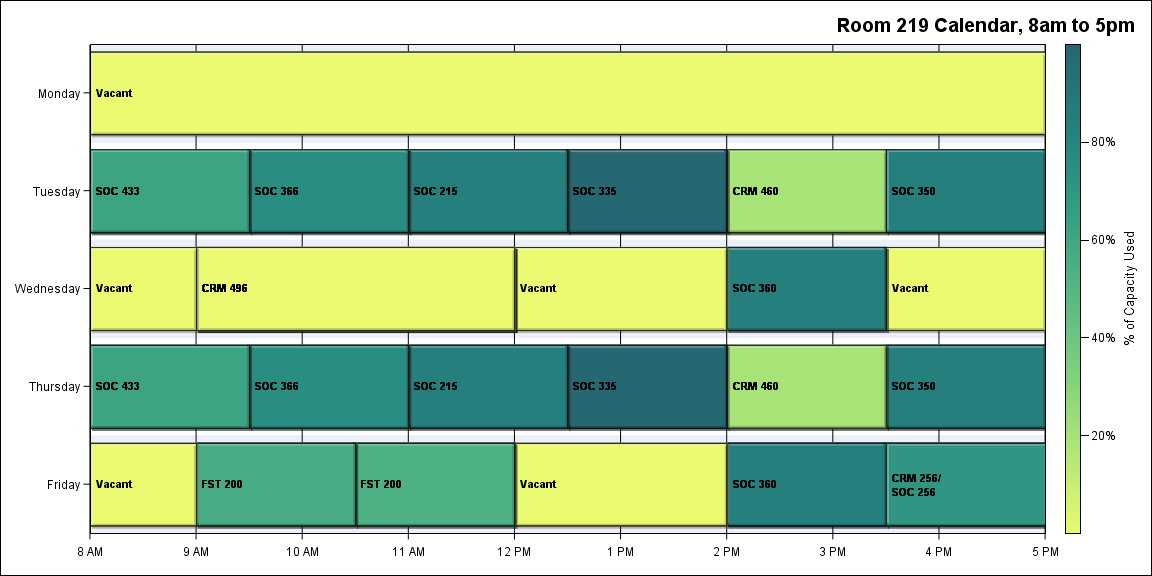 Room 219 Calendar, 8am to 5pm
Monday
Vacant
Tuesday
SOC 433
SOC 366
SOC 215
SOC 335
CRM 460
SOC 350
Wednesday
Vacant
CRM 496
Vacant
SOC 360
Vacant
Thursday
SOC 433
SOC 366
SOC 215
SOC 335
CRM 460
SOC 350
Friday
Vacant
FST 200
FST 200
Vacant
SOC 360
CRM 256/
SOC 256
8 AM
9 AM
10 AM
11 AM
12 PM
1 PM
2 PM
3 PM
4 PM
5 PM
80%
60%
40%
20%
% of Capacity Used